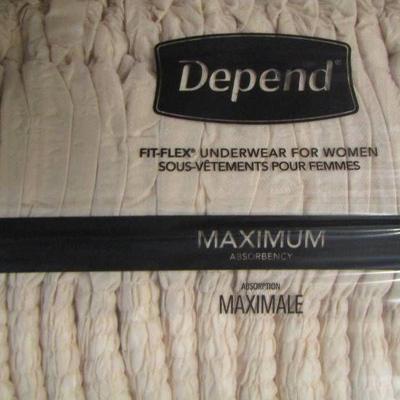 Depend®
FIT-FLEX® UNDERWEAR FOR WOMEN
SOUS-VÊTEMENTS POUR FEMMES
MAXIMUM
ABSORBENCY
ABSORPTION
MAXIMALE